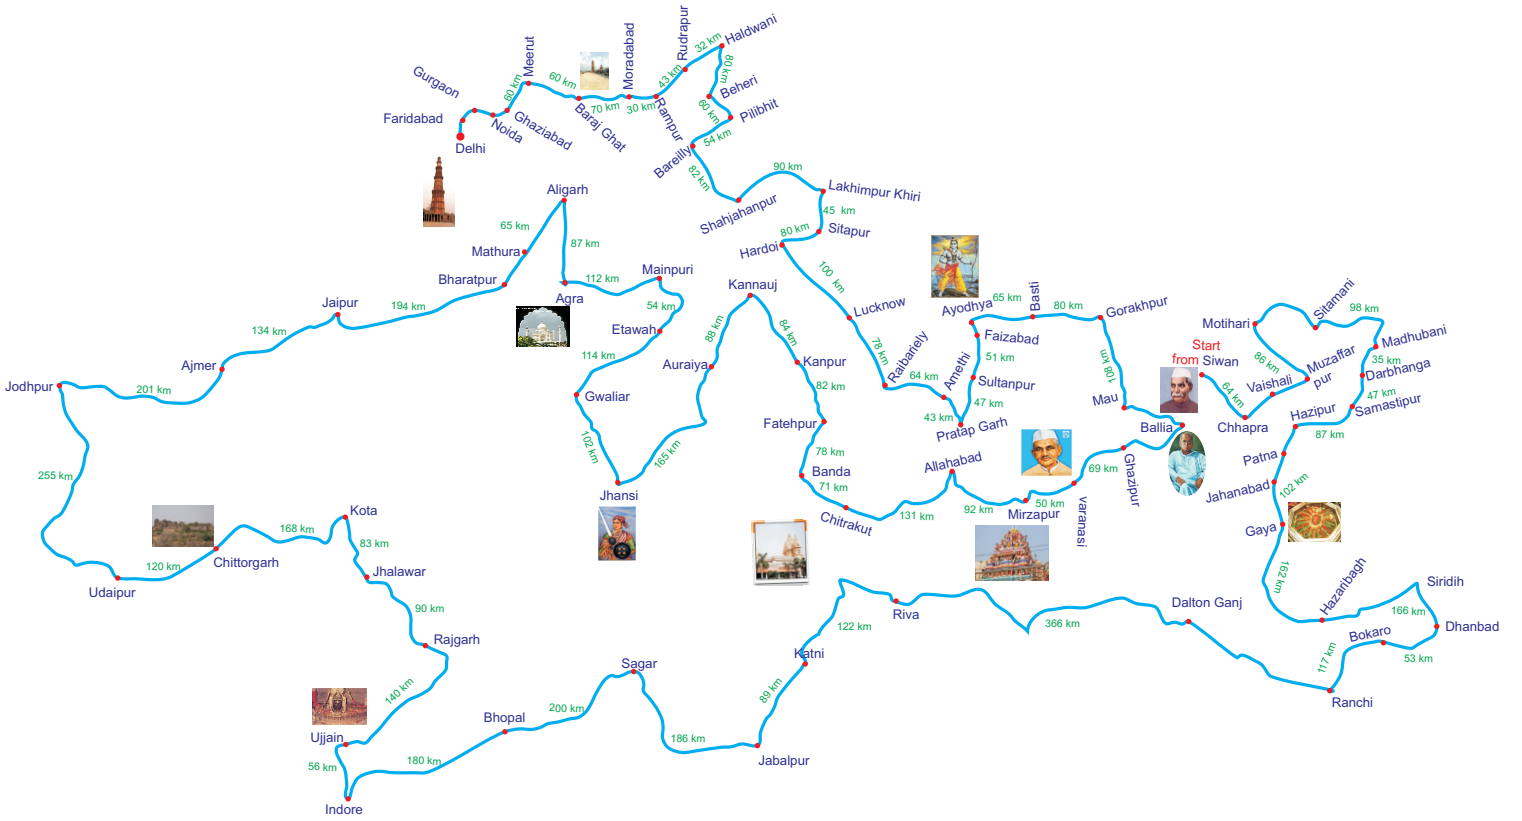 Rudrapur
Haldwani
32 km
Moradabad
Meerut
80 km
Gurgaon
60 km
60 km
43 km
Beheri
70 km
30 km
60 km
Pilibhit
Faridabad
Noida
Ghaziabad
Baraj Ghat
Rampur
54 km
Delhi
Bareilly
82 km
90 km
Lakhimpur Khiri
Aligarh
Shahjahanpur
45 km
65 km
80 km
Sitapur
Mathura
87 km
Hardoi
Bharatpur
112 km
Mainpuri
100 km
Kannauj
Agra
Jaipur
194 km
54 km
Lucknow
Ayodhya
65 km
Basti
80 km
Gorakhpur
Sitamani
98 km
134 km
Etawah
88 km
84 km
Faizabad
Motihari
Madhubani
114 km
78 km
Raibariely
Amethi
51 km
108 km
Start
from
Siwan
86 km
Muzaffar
pur
35 km
Darbhanga
Ajmer
Auraiya
Kanpur
64 km
Sultanpur
64 km
Vaishali
Jodhpur
201 km
Gwaliar
82 km
47 km
Mau
47 km
Samastipur
43 km
Pratap Garh
Ballia
Chhapra
Hazipur
87 km
102 km
165 km
Fatehpur
78 km
Allahabad
69 km
Ghazipur
Patna
255 km
Banda
71 km
Jahanabad
102 km
Jhansi
Chitrakut
131 km
92 km
50 km
Mirzapur
varanasi
Gaya
Kota
168 km
83 km
Chittorgarh
120 km
Jhalawar
162 km
Hazaribagh
Siridih
Udaipur
90 km
Riva
366 km
Dalton Ganj
166 km
122 km
Dhanbad
Rajgarh
Bokaro
53 km
Katni
117 km
Sagar
140 km
89 km
Ranchi
200 km
Bhopal
Ujjain
186 km
Jabalpur
56 km
180 km
Indore